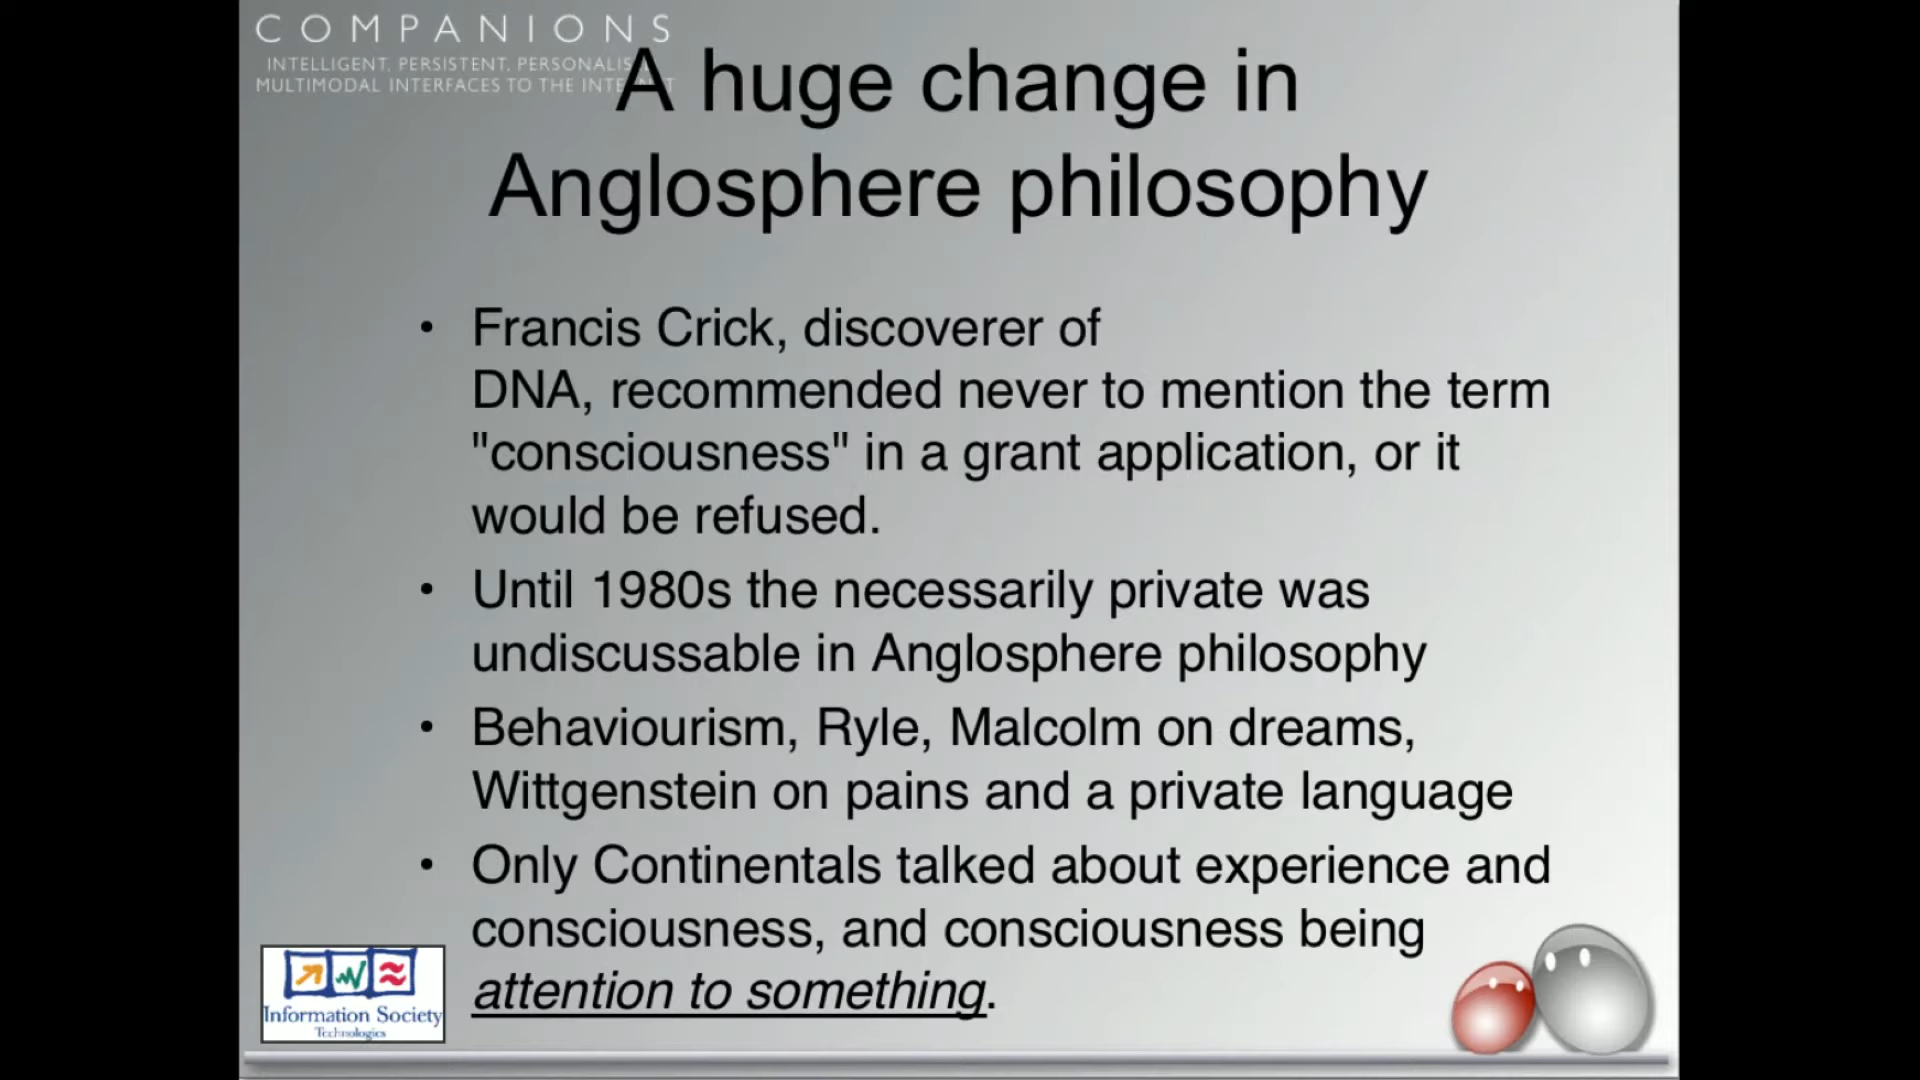 COMPANIONS
INTELLIGENT, PERSISTENT, PERSONALIS
MULTIMODAL INTERFACES TO THE INTE
A huge change in
Anglosphere philosophy
• Francis Crick, discoverer of
DNA, recommended never to mention the term
"consciousness" in a grant application, or it
would be refused.
• Until 1980s the necessarily private was
undiscussable in Anglosphere philosophy
• Behaviourism, Ryle, Malcolm on dreams,
Wittgenstein on pains and a private language
• Only Continentals talked about experience and
consciousness, and consciousness being
attention to something.
Information Society
Technologies